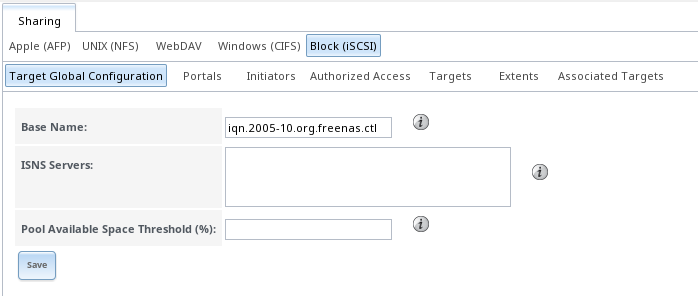 Sharing
Apple (AFP) UNIX (NFS) WebDAV Windows (CIFS) Block (iSCSI)
Target Global Configuration Portals Initiators Authorized Access Targets Extents Associated Targets
Base Name: iqn.2005-10.org.freenas.ctl i
ISNS Servers: i
Pool Available Space Threshold (%): i
Save